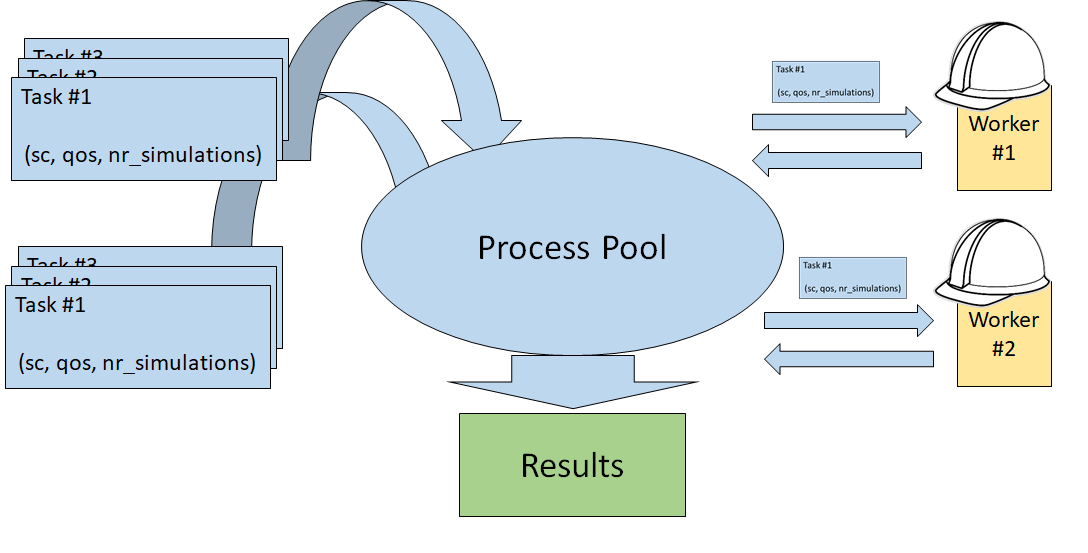 Task #3
Task #2
Task #1
(sc, qos, nr_simulations)
Task #3
Task #2
Task #1
(sc, qos, nr_simulations)
Process Pool
Results
Task #1
(sc, qos, nr_simulations)
Worker
#1
Task #1
(sc, qos, nr_simulations)
Worker
#2